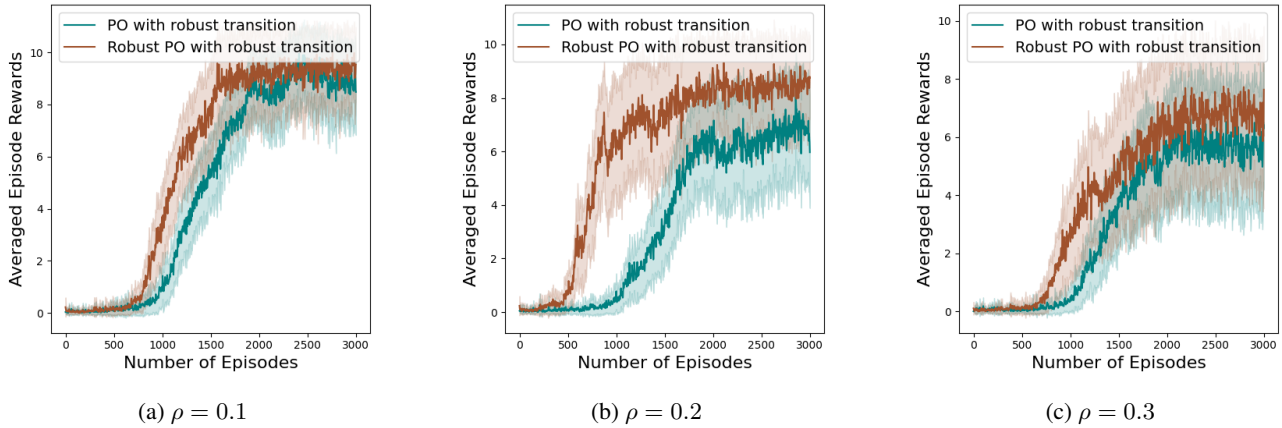 PO with robust transition
Robust PO with robust transition
Averaged Episode Rewards
10
8
6
4
2
0
0 500 1000 1500 2000 2500 3000
Number of Episodes
(a) ρ = 0.1
PO with robust transition
Robust PO with robust transition
Averaged Episode Rewards
10
8
6
4
2
0
0 500 1000 1500 2000 2500 3000
Number of Episodes
(b) ρ = 0.2
PO with robust transition
Robust PO with robust transition
Averaged Episode Rewards
10
8
6
4
2
0
0 500 1000 1500 2000 2500 3000
Number of Episodes
(c) ρ = 0.3